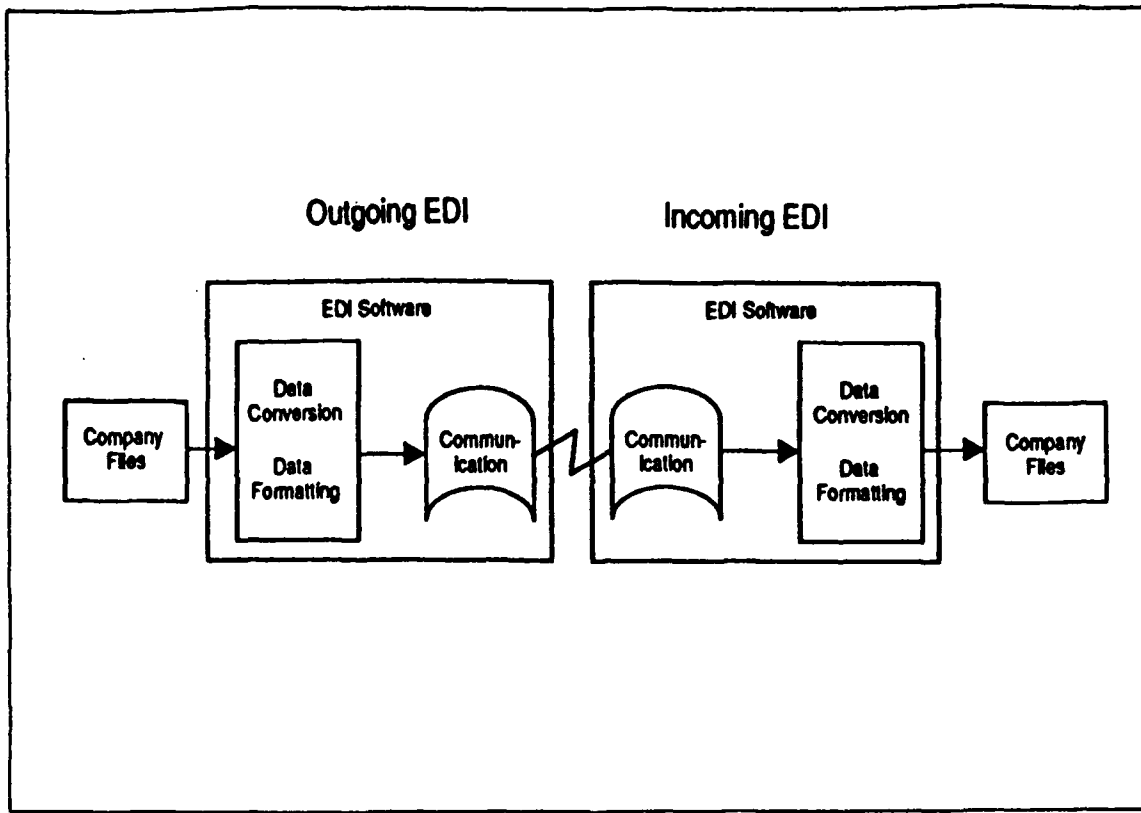 Outgoing EDI
Incoming EDI
EDI Software
EDI Software
Company
Files
Data
Conversion
Data
Formatting
Commun-
ication
Commun-
ication
Data
Conversion
Data
Formatting
Company
Files